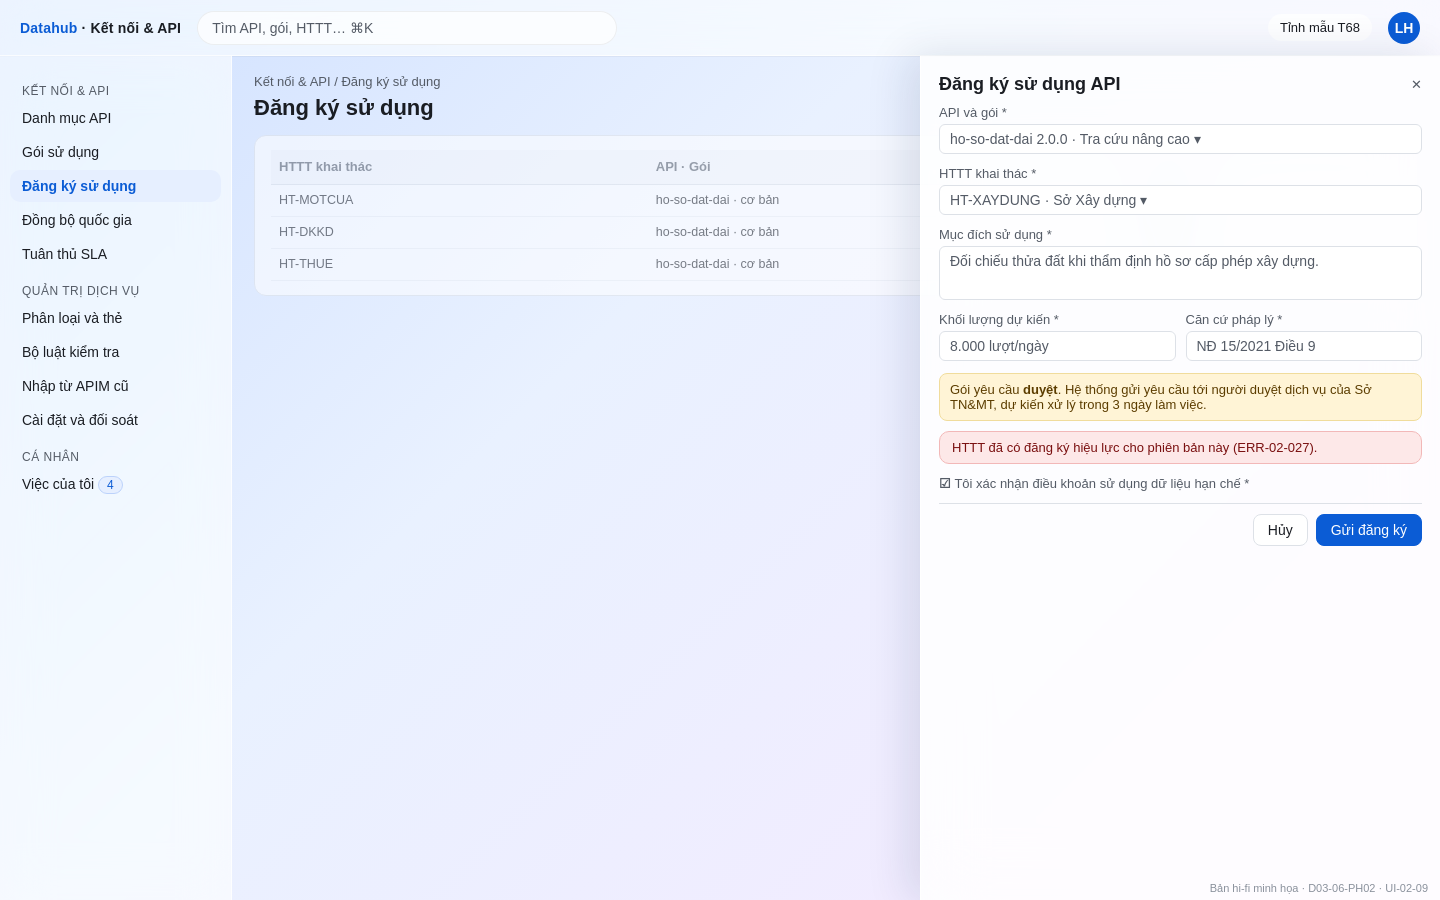 Datahub · Kết nối & API
Tìm API, gói, HTTT… ⌘K
Tỉnh mẫu T68
LH
KẾT NỐI & API
Danh mục API
Gói sử dụng
Đăng ký sử dụng
Đồng bộ quốc gia
Tuân thủ SLA
QUẢN TRỊ DỊCH VỤ
Phân loại và thẻ
Bộ luật kiểm tra
Nhập từ APIM cũ
Cài đặt và đối soát
CÁ NHÂN
Việc của tôi 4
Kết nối & API / Đăng ký sử dụng
Đăng ký sử dụng
HTTT khai thác API · Gói
HT-MOTCUA ho-so-dat-dai · cơ bản
HT-DKKD ho-so-dat-dai · cơ bản
HT-THUE ho-so-dat-dai · cơ bản
Đăng ký sử dụng API ×
API và gói *
ho-so-dat-dai 2.0.0 · Tra cứu nâng cao ▾
HTTT khai thác *
HT-XAYDUNG · Sở Xây dựng ▾
Mục đích sử dụng *
Đối chiếu thửa đất khi thẩm định hồ sơ cấp phép xây dựng.
Khối lượng dự kiến * Căn cứ pháp lý *
8.000 lượt/ngày NĐ 15/2021 Điều 9
Gói yêu cầu duyệt. Hệ thống gửi yêu cầu tới người duyệt dịch vụ của Sở
TN&MT, dự kiến xử lý trong 3 ngày làm việc.
HTTT đã có đăng ký hiệu lực cho phiên bản này (ERR-02-027).
☑ Tôi xác nhận điều khoản sử dụng dữ liệu hạn chế *
Hủy Gửi đăng ký
Bản hi-fi minh họa · D03-06-PH02 · UI-02-09